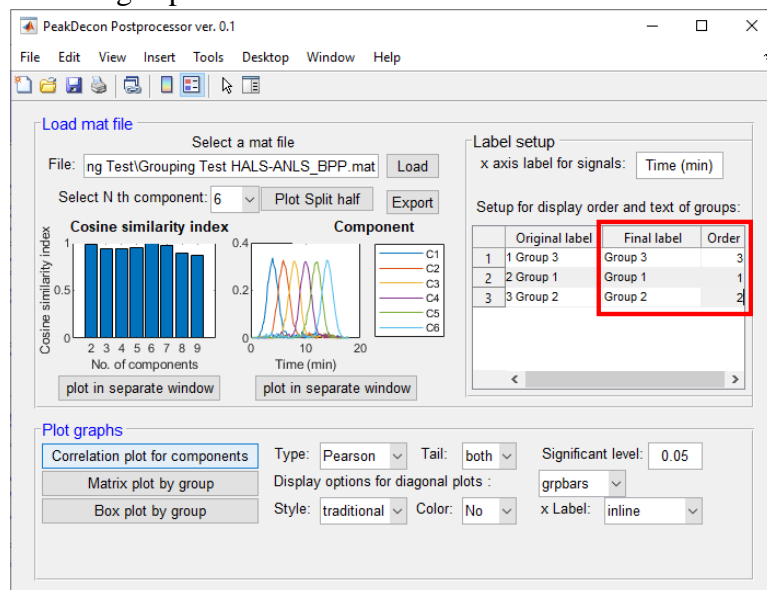 PeakDecon Postprocessor ver. 0.1
File Edit View Insert Tools Desktop Window Help
Load mat file
Select a mat file
File: ng Test\Grouping Test HALS-ANLS_BPP.mat Load
Select N th component: 6 Plot Split half Export
Cosine similarity index
Cosine similarity index
1
0.5
0
2 3 4 5 6 7 8 9
No. of components
plot in separate window
Component
0.4
0.2
0
0 10 20
Time (min)
C1
C2
C3
C4
C5
C6
plot in separate window
Label setup
x axis label for signals: Time (min)
Setup for display order and text of groups:
Original label Final label Order
1 1 Group 3 Group 3 3
2 2 Group 1 Group 1 1
3 3 Group 2 Group 2 2
Plot graphs
Correlation plot for components Type: Pearson Tail: both Significant level: 0.05
Matrix plot by group Display options for diagonal plots : grpbars
Box plot by group Style: traditional Color: No x Label: inline